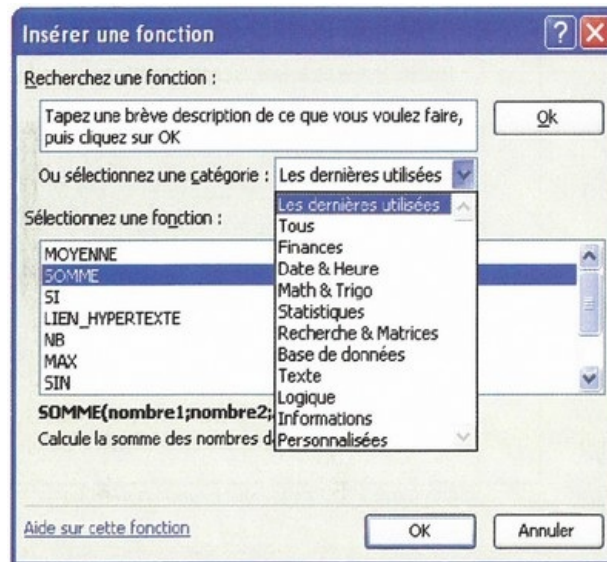 Insérer une fonction
Recherchez une fonction :
Tapez une brève description de ce que vous voulez faire,
puis cliquez sur OK
Ok
Ou sélectionnez une catégorie : Les dernières utilisées
Les dernières utilisées
Tous
Finances
Date & Heure
Math & Trigo
Statistiques
Recherche & Matrices
Base de données
Texte
Logique
Informations
Personnalisées
Sélectionnez une fonction :
MOYENNE
SOMME
SI
LIEN_HYPERTEXTE
NB
MAX
SIN
SOMME(nombre1;nombre2;
Calcule la somme des nombres d
Aide sur cette fonction
OK
Annuler